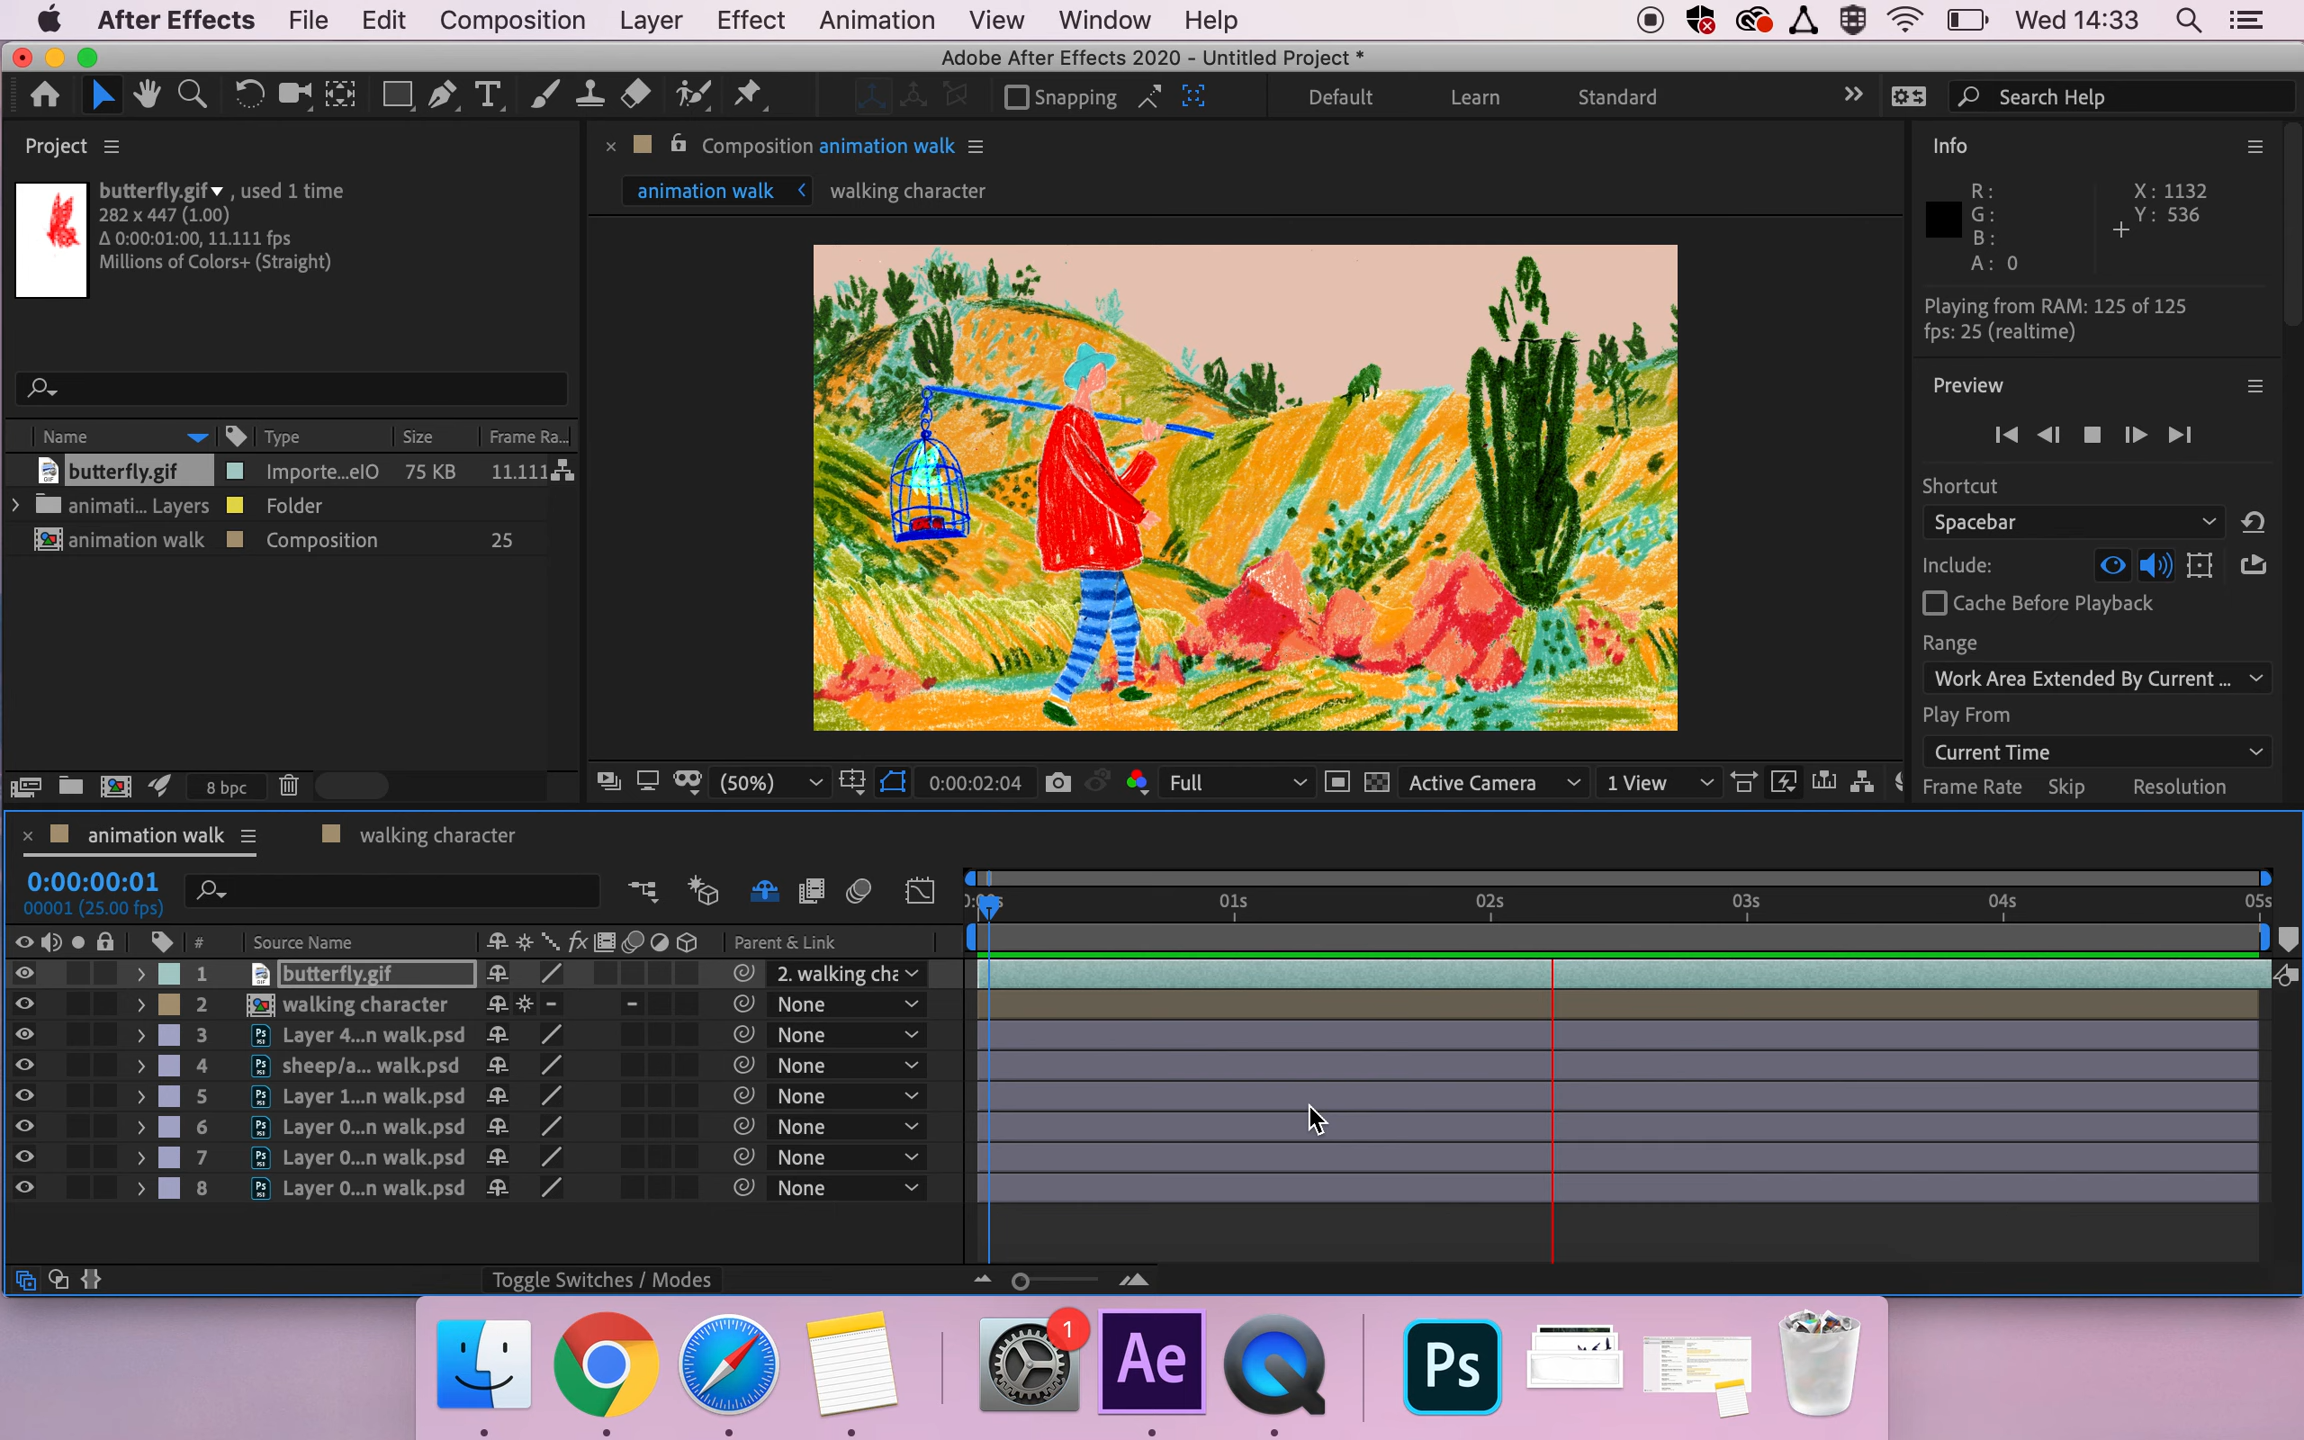 After Effects File Edit Composition Layer Effect Animation View Window Help Wed 14:33
Adobe After Effects 2020 - Untitled Project *
Snapping Default Learn Standard Search Help
Project
butterfly.gif , used 1 time
282 x 447 (1.00)
Δ 0:00:01:00, 11.111 fps
Millions of Colors+ (Straight)
Name Type Size Frame Ra...
butterfly.gif Importe...eIO 75 KB 11.111
animati... Layers Folder
animation walk Composition 25
8 bpc
Composition animation walk
animation walk walking character
(50%) 0:00:02:04 Full Active Camera 1 View
Info
R: X: 1132
G: Y: 536
B:
A: 0
Playing from RAM: 125 of 125
fps: 25 (realtime)
Preview
Shortcut
Spacebar
Include:
Cache Before Playback
Range
Work Area Extended By Current ...
Play From
Current Time
Frame Rate Skip Resolution
animation walk walking character
0:00:00:01
00001 (25.00 fps)
01s 02s 03s 04s 05s
# Source Name fx Parent & Link
1 butterfly.gif 2. walking cha
2 walking character None
3 Ps Layer 4...n walk.psd None
4 Ps sheep/a... walk.psd None
5 Ps Layer 1...n walk.psd None
6 Ps Layer 0...n walk.psd None
7 Ps Layer 0...n walk.psd None
8 Ps Layer 0...n walk.psd None
Toggle Switches / Modes
1
Ae
Ps